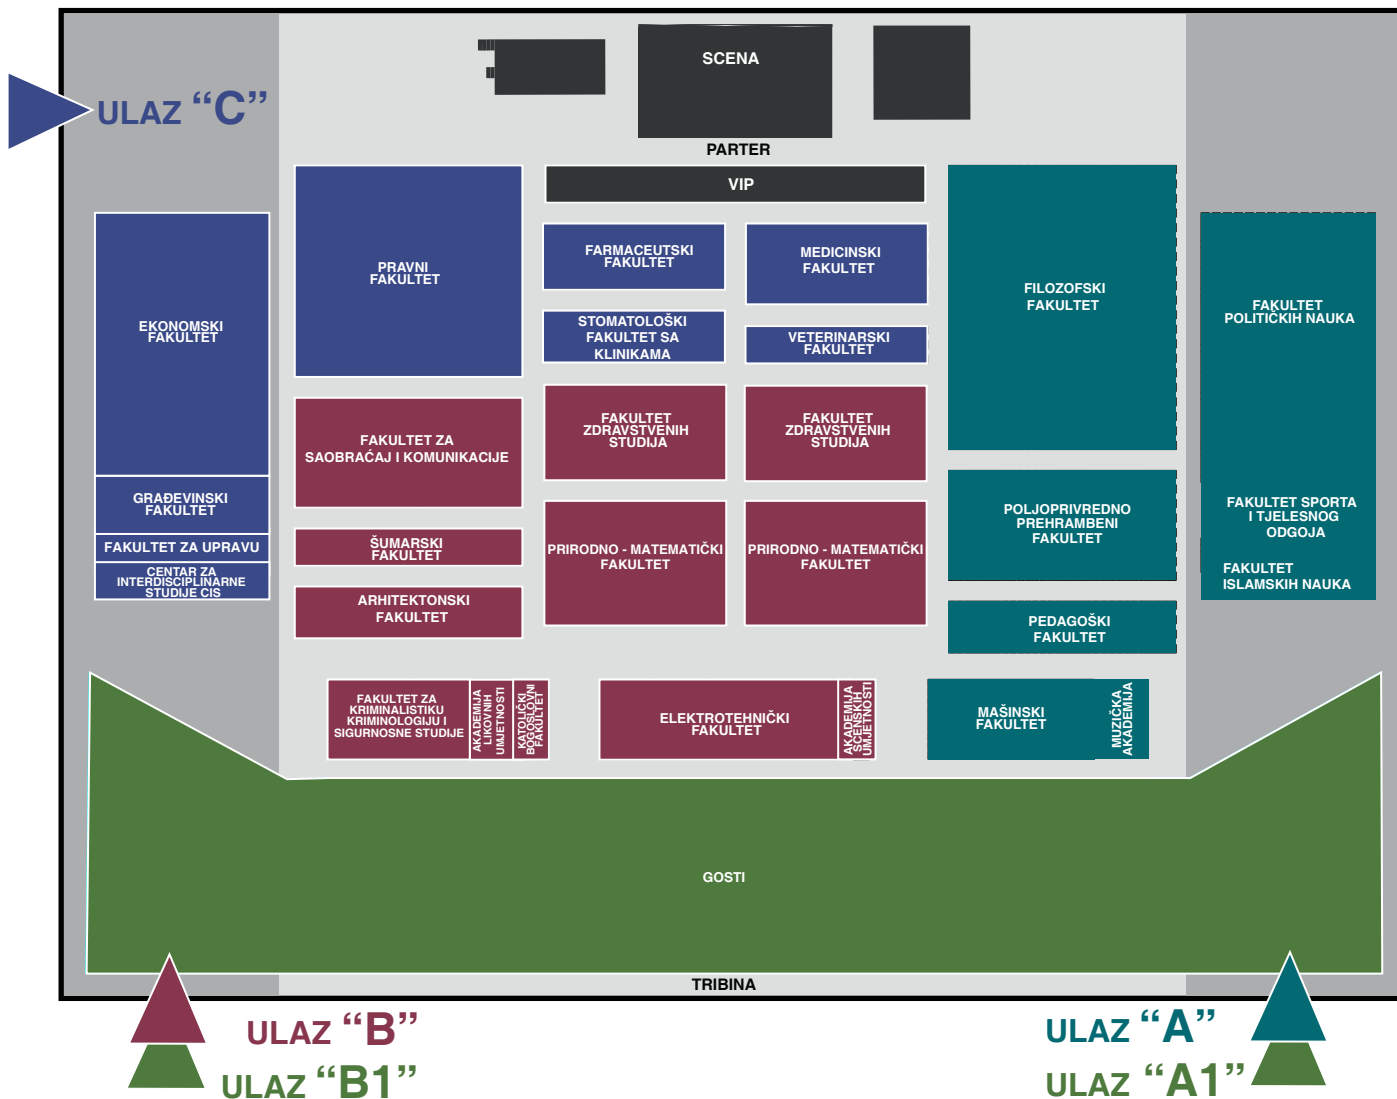 SCENA
ULAZ “C”
PARTER
VIP
PRAVNI
FAKULTET
FARMACEUTSKI
FAKULTET
MEDICINSKI
FAKULTET
FILOZOFSKI
FAKULTET
EKONOMSKI
FAKULTET
STOMATOLOŠKI
FAKULTET SA
KLINIKAMA
VETERINARSKI
FAKULTET
FAKULTET
POLITIČKIH NAUKA
FAKULTET ZA
SAOBRAĆAJ I KOMUNIKACIJE
FAKULTET
ZDRAVSTVENIH
STUDIJA
FAKULTET
ZDRAVSTVENIH
STUDIJA
GRAĐEVINSKI
FAKULTET
FAKULTET ZA UPRAVU
CENTAR ZA
INTERDISCIPLINARNE
STUDIJE CIS
ŠUMARSKI
FAKULTET
PRIRODNO - MATEMATIČKI
FAKULTET
PRIRODNO - MATEMATIČKI
FAKULTET
POLJOPRIVREDNO
PREHRAMBENI
FAKULTET
FAKULTET SPORTA
I TJELESNOG
ODGOJA
FAKULTET
ISLAMSKIH NAUKA
ARHITEKTONSKI
FAKULTET
PEDAGOŠKI
FAKULTET
FAKULTET ZA
KRIMINALISTIKU
KRIMINOLOGIJU I
SIGURNOSNE STUDIJE
AKADEMIJA
LIKOVNIH
UMJETNOSTI
KATOLIČKI
BOGOSLOVNI
FAKULTET
ELEKTROTEHNIČKI
FAKULTET
AKADEMIJA
SCENSKIH
UMJETNOSTI
MAŠINSKI
FAKULTET
MUZIČKA
AKADEMIJA
GOSTI
TRIBINA
ULAZ “B”
ULAZ “B1”
ULAZ “A”
ULAZ “A1”